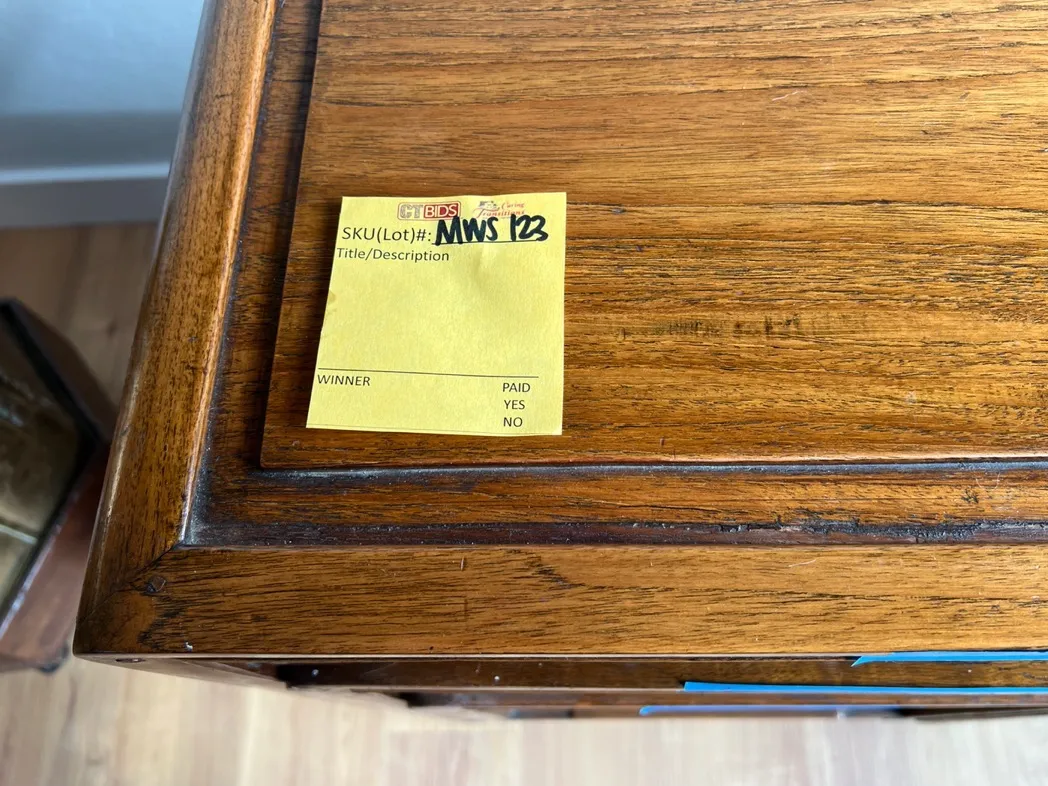 CTBIDS Caring Transitions
SKU(Lot)#: MWS 123
Title/Description
WINNER PAID
YES
NO